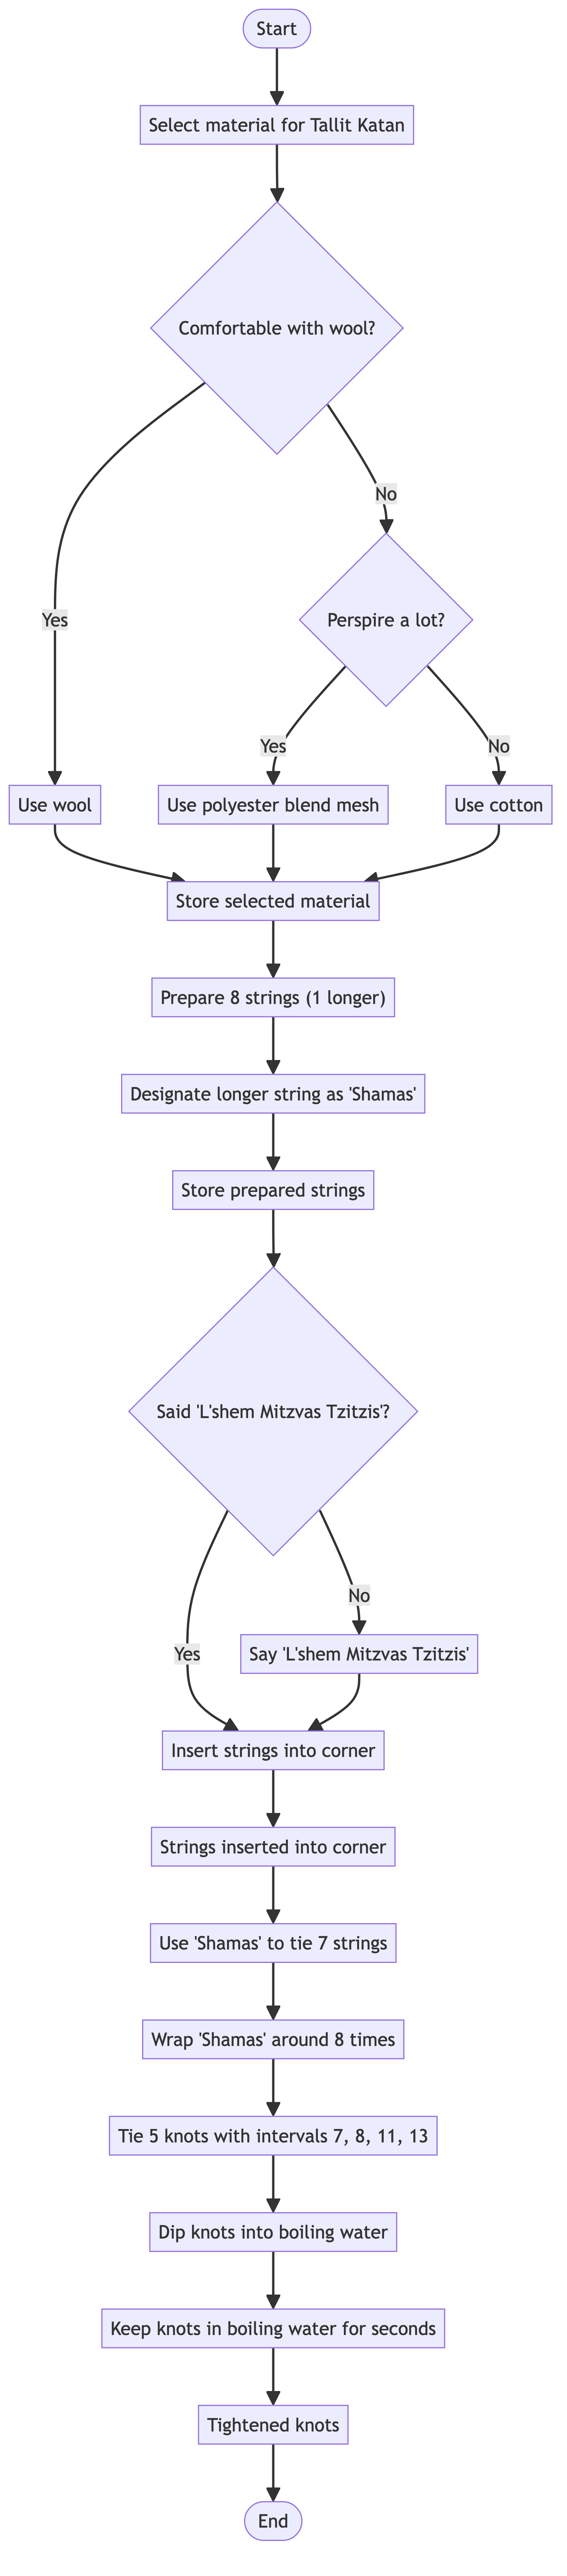 Start
Select material for Tallit Katan
Comfortable with wool?
No
Perspire a lot?
Yes
Yes
No
Use wool
Use polyester blend mesh
Use cotton
Store selected material
Prepare 8 strings (1 longer)
Designate longer string as 'Shamas'
Store prepared strings
Said 'L'shem Mitzvas Tzitzis'?
No
Yes
Say 'L'shem Mitzvas Tzitzis'
Insert strings into corner
Strings inserted into corner
Use 'Shamas' to tie 7 strings
Wrap 'Shamas' around 8 times
Tie 5 knots with intervals 7, 8, 11, 13
Dip knots into boiling water
Keep knots in boiling water for seconds
Tightened knots
End